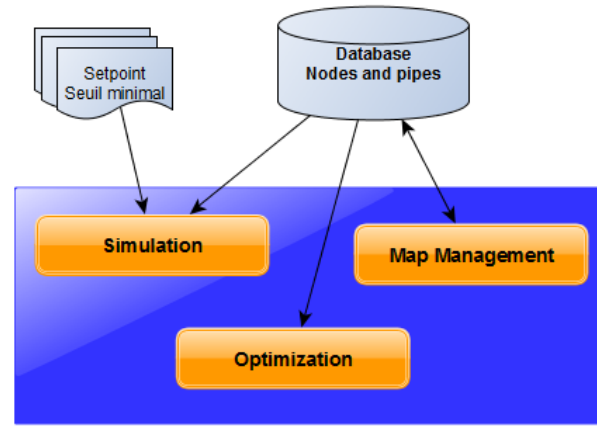 Setpoint
Seuil minimal
Database
Nodes and pipes
Simulation
Map Management
Optimization